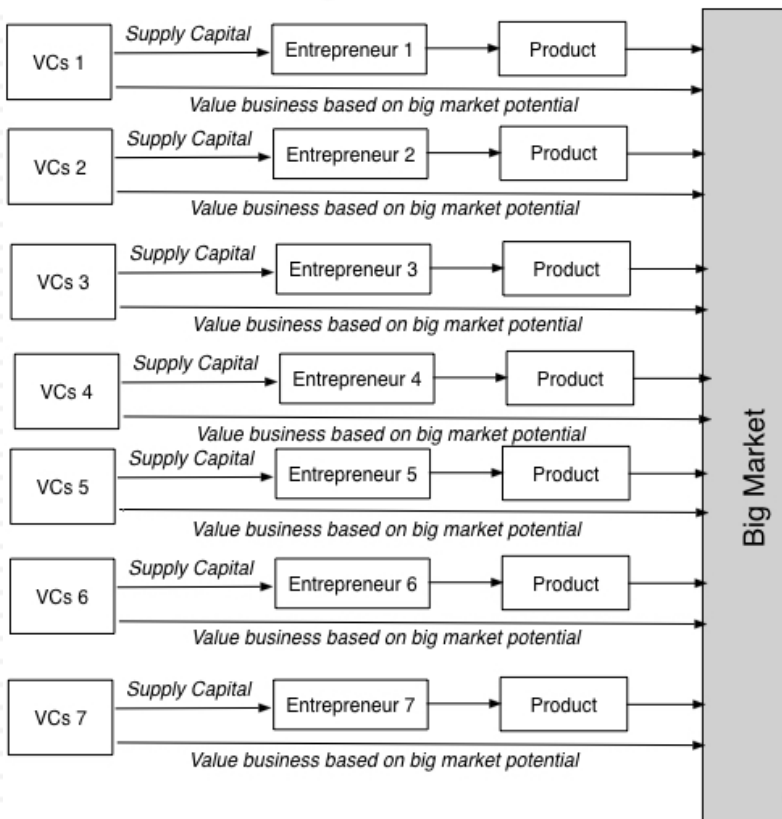 Supply Capital
VCs 1
Entrepreneur 1
Product
Value business based on big market potential
Supply Capital
VCs 2
Entrepreneur 2
Product
Value business based on big market potential
Supply Capital
VCs 3
Entrepreneur 3
Product
Value business based on big market potential
Supply Capital
VCs 4
Entrepreneur 4
Product
Value business based on big market potential
Supply Capital
VCs 5
Entrepreneur 5
Product
Value business based on big market potential
Supply Capital
VCs 6
Entrepreneur 6
Product
Value business based on big market potential
Supply Capital
VCs 7
Entrepreneur 7
Product
Value business based on big market potential
Big Market